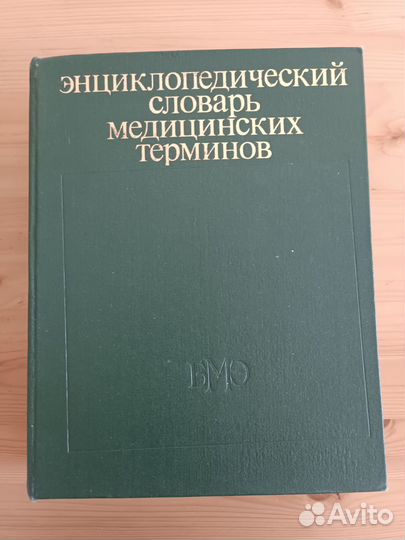 энциклопедический
словарь
медицинских
терминов
БМЭ
Avito